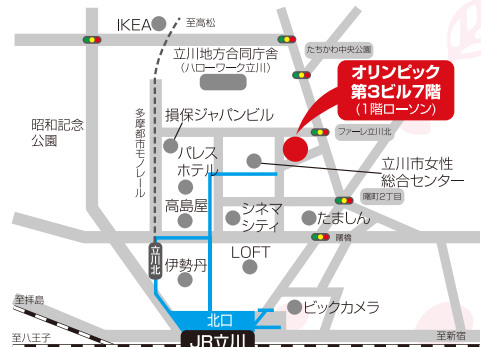 IKEA
至高松
立川地方合同庁舎
(ハローワーク立川)
たちかわ中央公園
オリンピック
第3ビル7階
(1階ローソン)
昭和記念
公園
多摩都市モノレール
損保ジャパンビル
ファーレ立川北
パレス
ホテル
立川市女性
総合センター
高島屋
シネマ
シティ
たましん
曙町2丁目
曙橋
立川北
伊勢丹
LOFT
ビックカメラ
北口
JR立川
至拝島
至八王子
至新宿